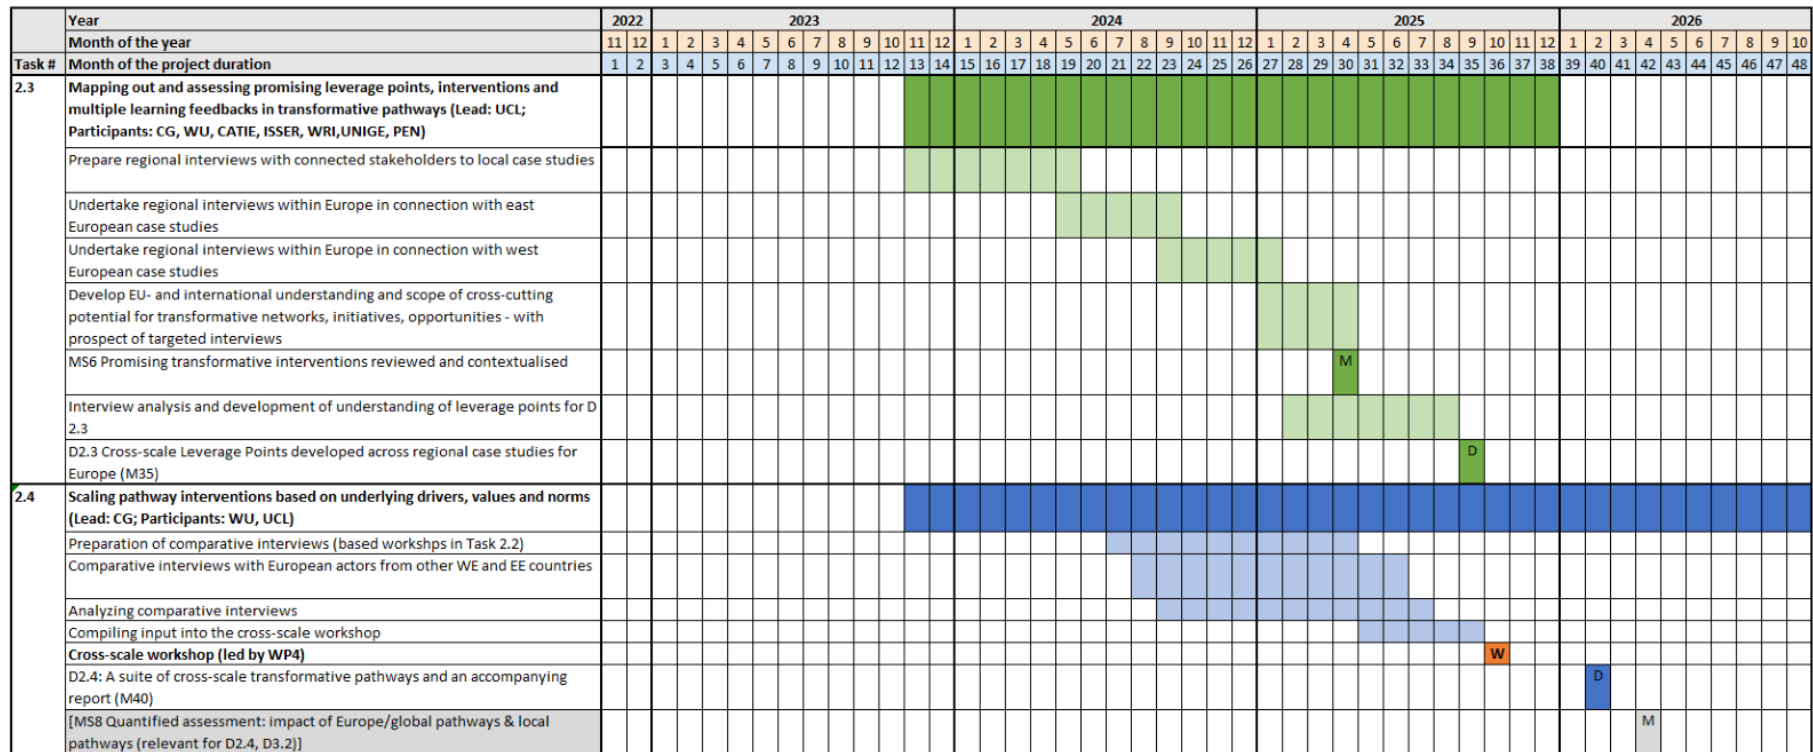 Year 2022 2023 2024 2025 2026
Month of the year 11 12 1 2 3 4 5 6 7 8 9 10 11 12 1 2 3 4 5 6 7 8 9 10 11 12 1 2 3 4 5 6 7 8 9 10 11 12 1 2 3 4 5 6 7 8 9 10
Task # Month of the project duration 1 2 3 4 5 6 7 8 9 10 11 12 13 14 15 16 17 18 19 20 21 22 23 24 25 26 27 28 29 30 31 32 33 34 35 36 37 38 39 40 41 42 43 44 45 46 47 48
2.3 Mapping out and assessing promising leverage points, interventions and
multiple learning feedbacks in transformative pathways (Lead: UCL;
Participants: CG, WU, CATIE, ISSER, WRI,UNIGE, PEN)
Prepare regional interviews with connected stakeholders to local case studies
Undertake regional interviews within Europe in connection with east
European case studies
Undertake regional interviews within Europe in connection with west
European case studies
Develop EU- and international understanding and scope of cross-cutting
potential for transformative networks, initiatives, opportunities - with
prospect of targeted interviews
MS6 Promising transformative interventions reviewed and contextualised M
Interview analysis and development of understanding of leverage points for D
2.3
D2.3 Cross-scale Leverage Points developed across regional case studies for D
Europe (M35)
2.4 Scaling pathway interventions based on underlying drivers, values and norms
(Lead: CG; Participants: WU, UCL)
Preparation of comparative interviews (based workshps in Task 2.2)
Comparative interviews with European actors from other WE and EE countries
Analyzing comparative interviews
Compiling input into the cross-scale workshop
Cross-scale workshop (led by WP4) W
D2.4: A suite of cross-scale transformative pathways and an accompanying D
report (M40)
[MS8 Quantified assessment: impact of Europe/global pathways & local M
pathways (relevant for D2.4, D3.2)]